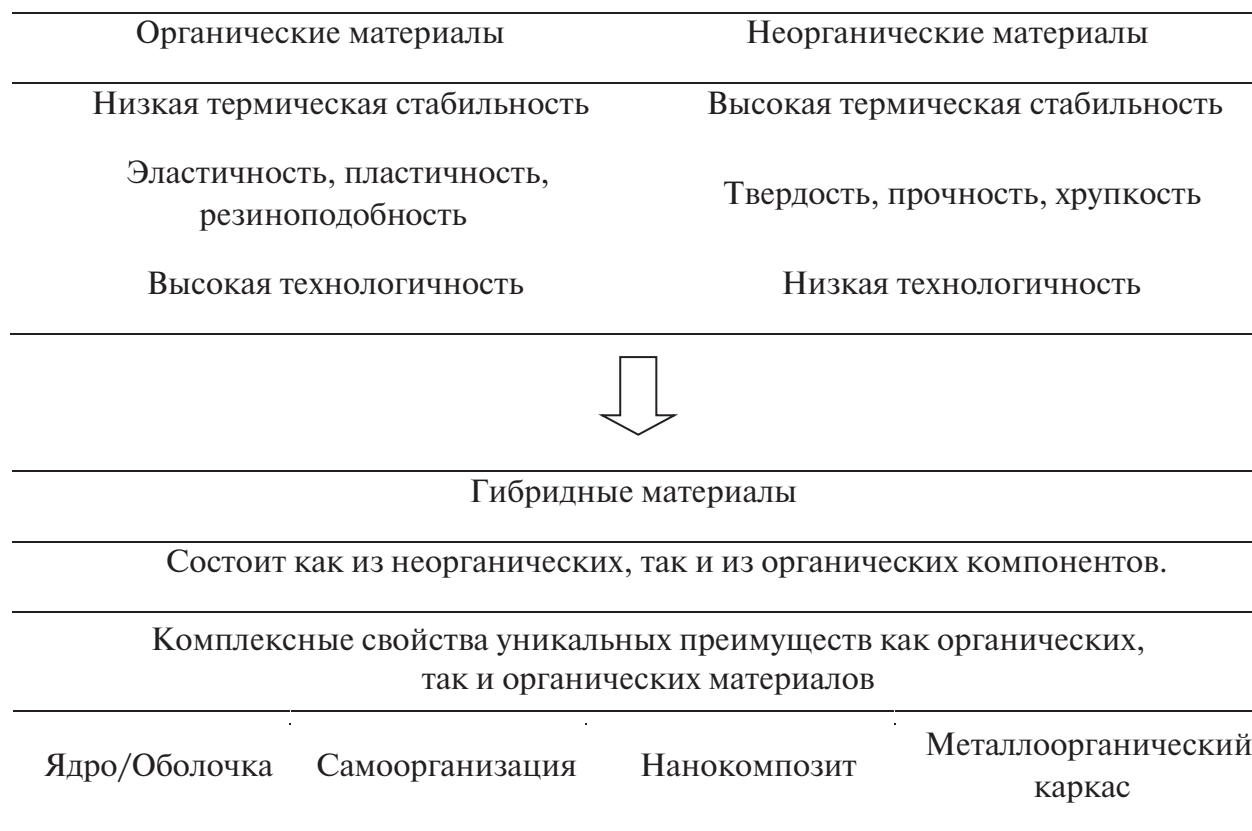 Органические материалы
Неорганические материалы
Низкая термическая стабильность
Высокая термическая стабильность
Эластичность, пластичность,
резиноподобность
Твердость, прочность, хрупкость
Высокая технологичность
Низкая технологичность
Гибридные материалы
Состоит как из неорганических, так и из органических компонентов.
Комплексные свойства уникальных преимуществ как органических,
так и органических материалов
Ядро/Оболочка
Самоорганизация
Нанокомпозит
Металлоорганический
каркас